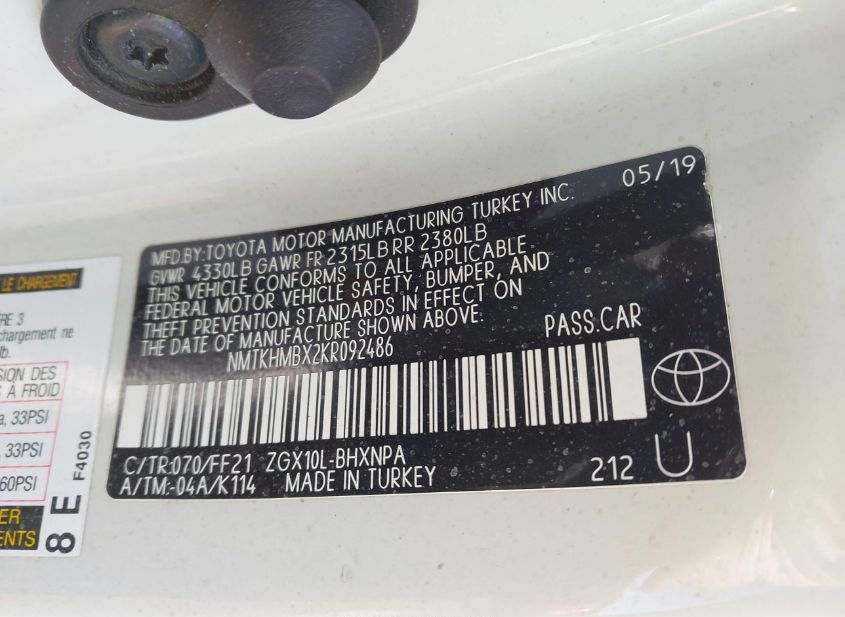 05/19
MFD.BY:TOYOTA MOTOR MANUFACTURING TURKEY INC.
GVWR 4330LB GAWR FR 2315LB RR 2380LB
THIS VEHICLE CONFORMS TO ALL APPLICABLE
FEDERAL MOTOR VEHICLE SAFETY, BUMPER, AND
THEFT PREVENTION STANDARDS IN EFFECT ON
THE DATE OF MANUFACTURE SHOWN ABOVE.
PASS.CAR
NMTKHMBX2KR092486
C/TR:070/FF21 ZGX10L-BHXNPA
A/TM:-04A/K114 MADE IN TURKEY
212 U
LE CHARGEMENT
3
chargement ne
lb.
DES
À FROID
33PSI
33PSI
60PSI
8 E F4030